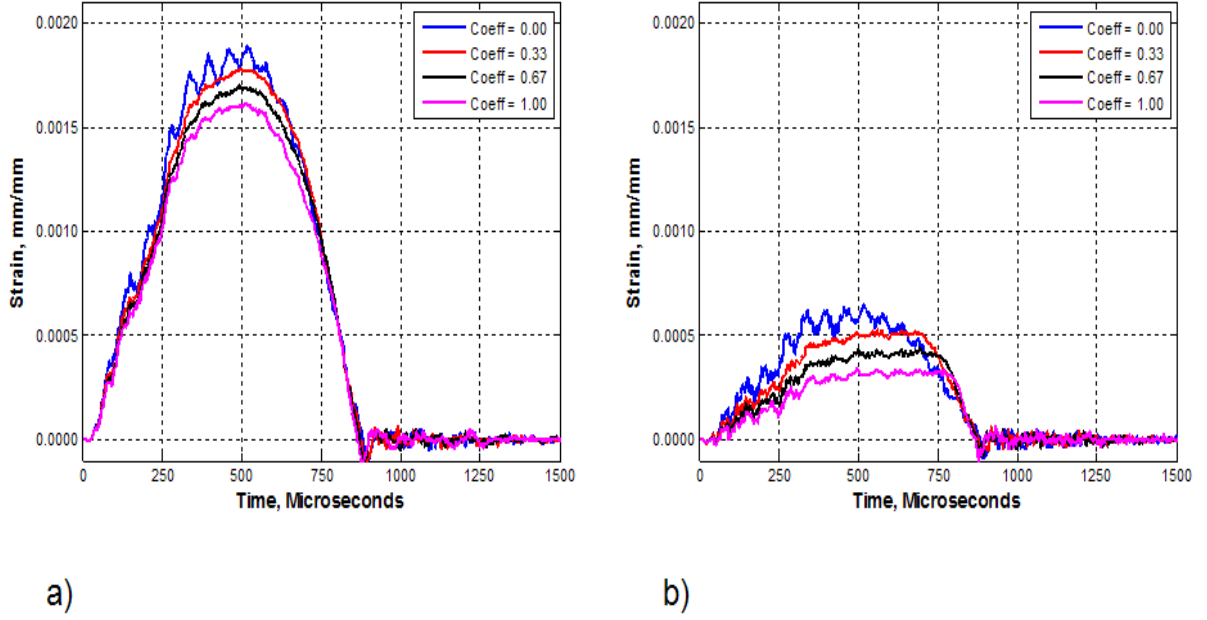 0.0020
0.0015
0.0010
0.0005
0.0000
Strain, mm/mm
Coeff = 0.00
Coeff = 0.33
Coeff = 0.67
Coeff = 1.00
0 250 500 750 1000 1250 1500
Time, Microseconds
a)
0.0020
0.0015
0.0010
0.0005
0.0000
Strain, mm/mm
Coeff = 0.00
Coeff = 0.33
Coeff = 0.67
Coeff = 1.00
0 250 500 750 1000 1250 1500
Time, Microseconds
b)